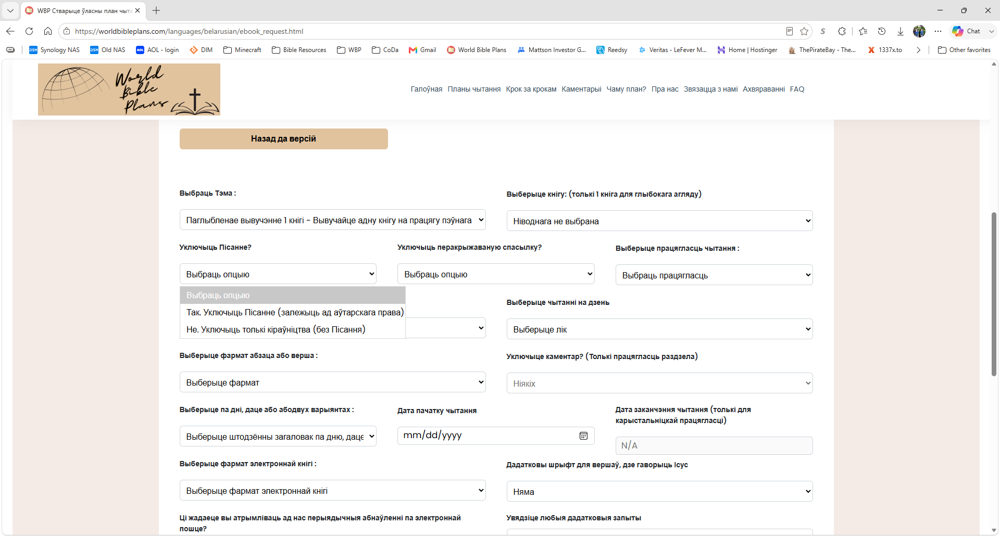 WBP Стварыце ўласны план чыта
https://worldbibleplans.com/languages/belarusian/ebook_request.html
Chat
Synology NAS
Old NAS
AOL - login
DIM
Minecraft
Bible Resources
WBP
CoDa
Gmail
World Bible Plans
Mattson Investor G...
Reedsy
Veritas - LeFever M...
Home | Hostinger
ThePirateBay - The...
1337x.to
Other favorites
World
Bible
Plans
Галоўная Планы чытання Крок за крокам Каментарыі Чаму план? Пра нас Звязацца з намі Ахвяраванні FAQ
Назад да версій
Выбраць Тэма :
Выберыце кнігу: (толькі 1 кніга для глыбокага агляду)
Паглыбленае вывучэнне 1 кнігі - Вывучайце адну кнігу на працягу пэўнага
Ніводнага не выбрана
Уключыць Пісанне?
Уключыць перакрыжаваную спасылку?
Выберыце працягласць чытання :
Выбраць опцыю
Выбраць опцыю
Выбраць працягласць
Выбраць опцыю
Так. Уключыць Пісанне (залежыць ад аўтарскага права)
Не. Уключыць толькі кіраўніцтва (без Пісання)
Выберыце чытанні на дзень
Выберыце лік
Выберыце фармат абзаца або верша :
Уключыце каментар? (Толькі працягласць раздзела)
Выберыце фармат
Ніякіх
Выберыце па дні, даце або абодвух варыянтах :
Дата пачатку чытання
Дата заканчэння чытання (толькі для
карыстальніцкай працягласці)
Выберыце штодзённы загаловак па дню, даце
mm/dd/yyyy
N/A
Выберыце фармат электроннай кнігі :
Дадатковы шрыфт для вершаў, дзе гаворыць Ісус
Выберыце фармат электроннай кнігі
Няма
Ці жадаеце вы атрымліваць ад нас перыядычныя абнаўленні па электроннай
пошце?
Увядзіце любыя дадатковыя запыты